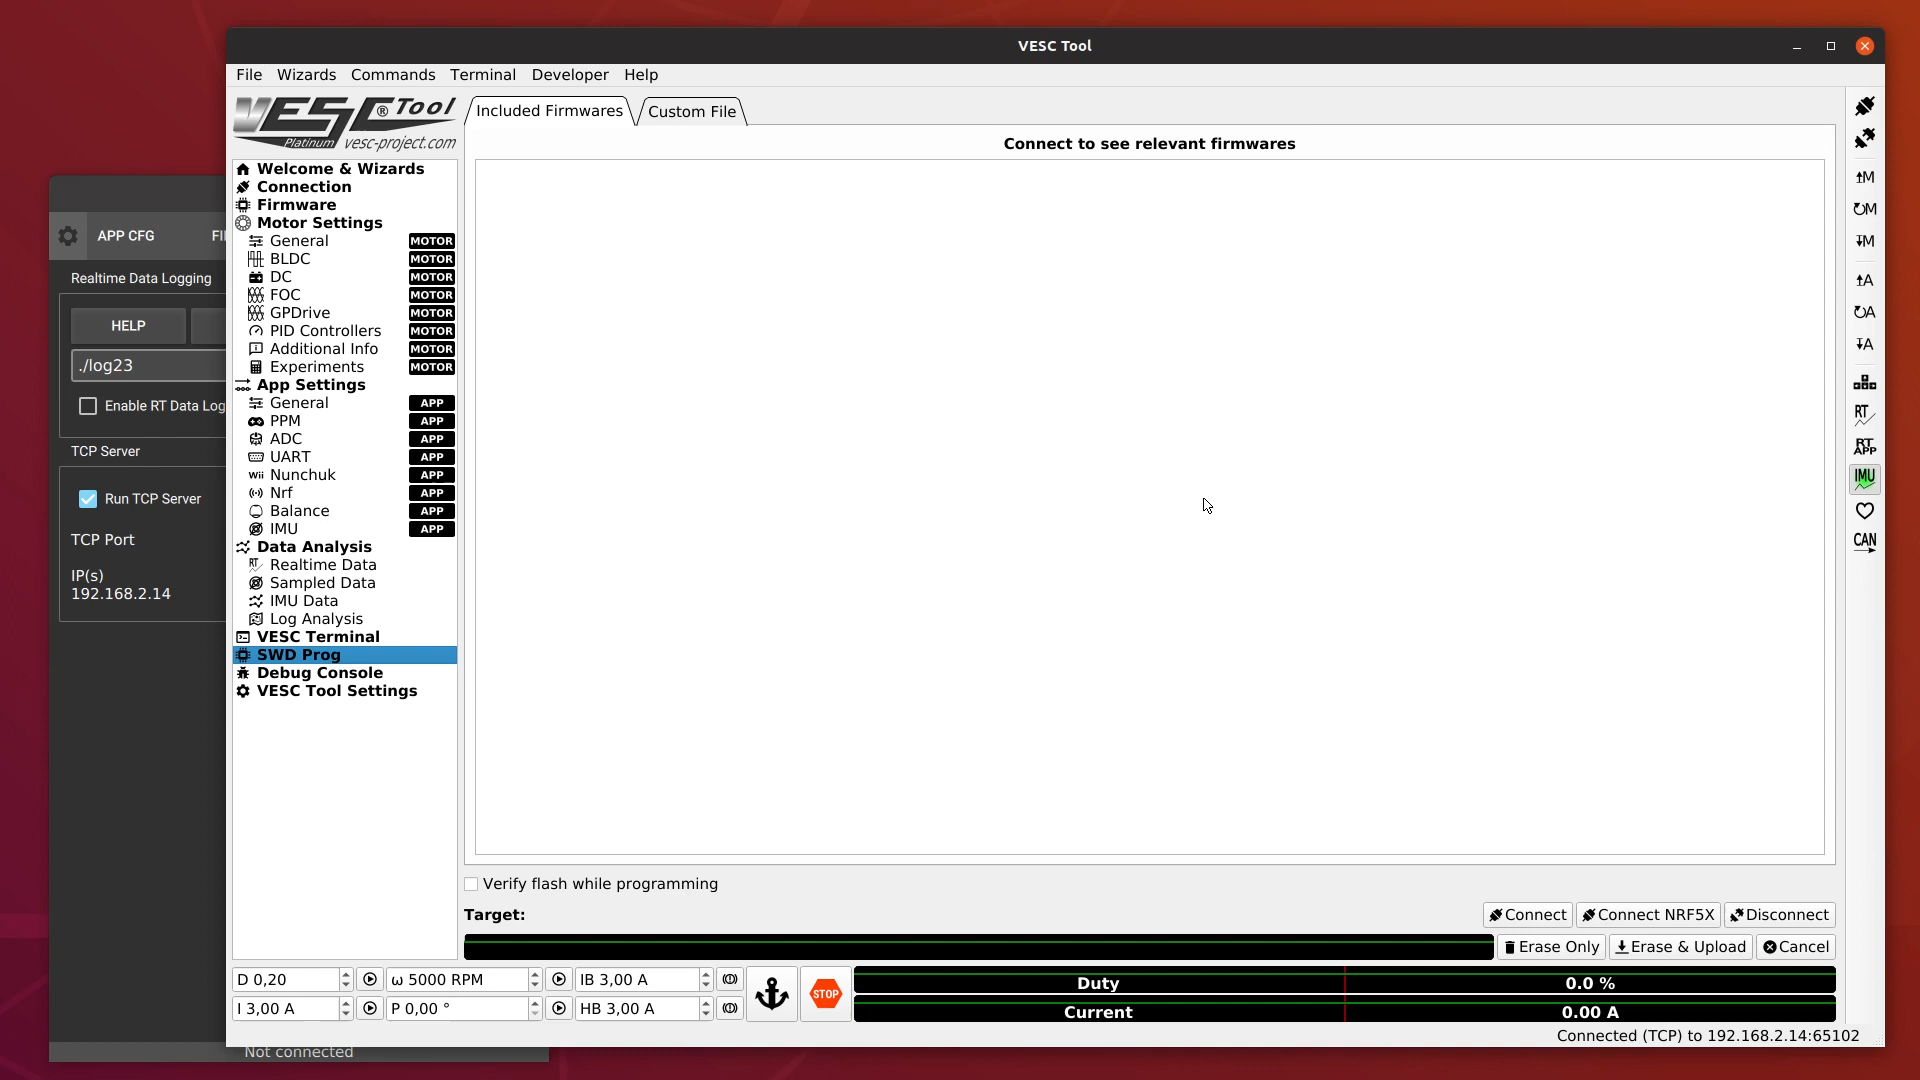 VESC Tool
File Wizards Commands Terminal Developer Help
VESC® Tool
Platinum vesc-project.com
Included Firmwares
Custom File
Connect to see relevant firmwares
Welcome & Wizards
Connection
Firmware
Motor Settings
General MOTOR
BLDC MOTOR
DC MOTOR
FOC MOTOR
GPDrive MOTOR
PID Controllers MOTOR
Additional Info MOTOR
Experiments MOTOR
App Settings
General APP
PPM APP
ADC APP
UART APP
Wii Nunchuk APP
Nrf APP
Balance APP
IMU APP
Data Analysis
RT Realtime Data
Sampled Data
IMU Data
Log Analysis
VESC Terminal
SWD Prog
Debug Console
VESC Tool Settings
APP CFG
Realtime Data Logging
HELP
./log23
Enable RT Data Log
TCP Server
Run TCP Server
TCP Port
IP(s)
192.168.2.14
Not connected
M
M
M
A
A
A
RT
RT
APP
IMU
CAN
Verify flash while programming
Target:
Connect
Connect NRF5X
Disconnect
Erase Only
Erase & Upload
Cancel
D 0,20
ω 5000 RPM
IB 3,00 A
I 3,00 A
P 0,00 °
HB 3,00 A
STOP
Duty 0.0 %
Current 0.00 A
Connected (TCP) to 192.168.2.14:65102